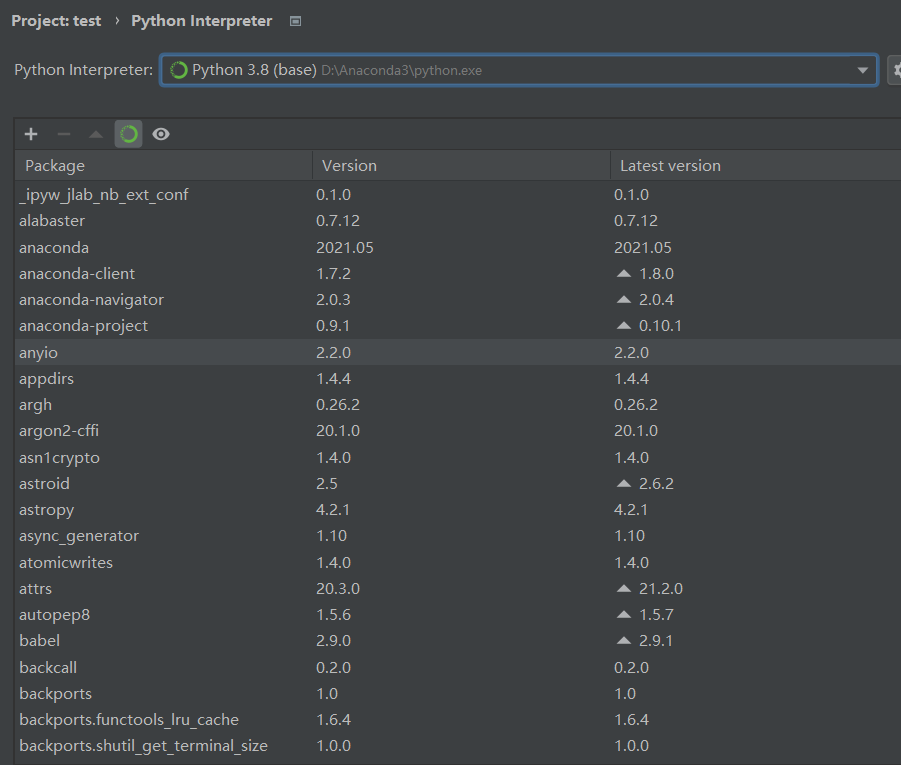 Project: test › Python Interpreter
Python Interpreter: Python 3.8 (base) D:\Anaconda3\python.exe
Package Version Latest version
_ipyw_jlab_nb_ext_conf 0.1.0 0.1.0
alabaster 0.7.12 0.7.12
anaconda 2021.05 2021.05
anaconda-client 1.7.2 1.8.0
anaconda-navigator 2.0.3 2.0.4
anaconda-project 0.9.1 0.10.1
anyio 2.2.0 2.2.0
appdirs 1.4.4 1.4.4
argh 0.26.2 0.26.2
argon2-cffi 20.1.0 20.1.0
asn1crypto 1.4.0 1.4.0
astroid 2.5 2.6.2
astropy 4.2.1 4.2.1
async_generator 1.10 1.10
atomicwrites 1.4.0 1.4.0
attrs 20.3.0 21.2.0
autopep8 1.5.6 1.5.7
babel 2.9.0 2.9.1
backcall 0.2.0 0.2.0
backports 1.0 1.0
backports.functools_lru_cache 1.6.4 1.6.4
backports.shutil_get_terminal_size 1.0.0 1.0.0